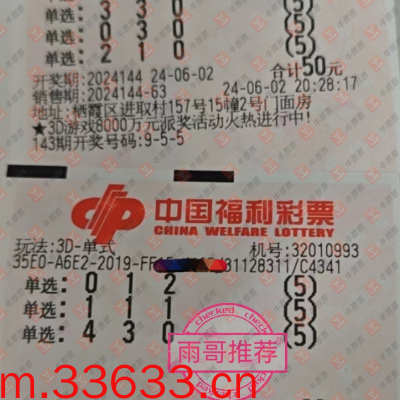 单选: 3 3 0 (5)
单选: 0 3 0 (5)
单选: 2 1 0 (5)
合计50元
开奖期:2024144 24-06-02
销售期:2024144-63 24-06-02 20:28:17
地址:栖霞区进取村157号15幢2号门面房
★3D游戏8000万元派奖活动火热进行中!
143期开奖号码:9-5-5
中国福利彩票
CHINA WELFARE LOTTERY
玩法:3D-单式 机号:32010993
35E0-A6E2-2019-FF 31128311/C4341
单选: 0 1 2 (5)
单选: 1 1 1 (5)
单选: 4 3 0 (5)
雨哥推荐
m.33633.cn